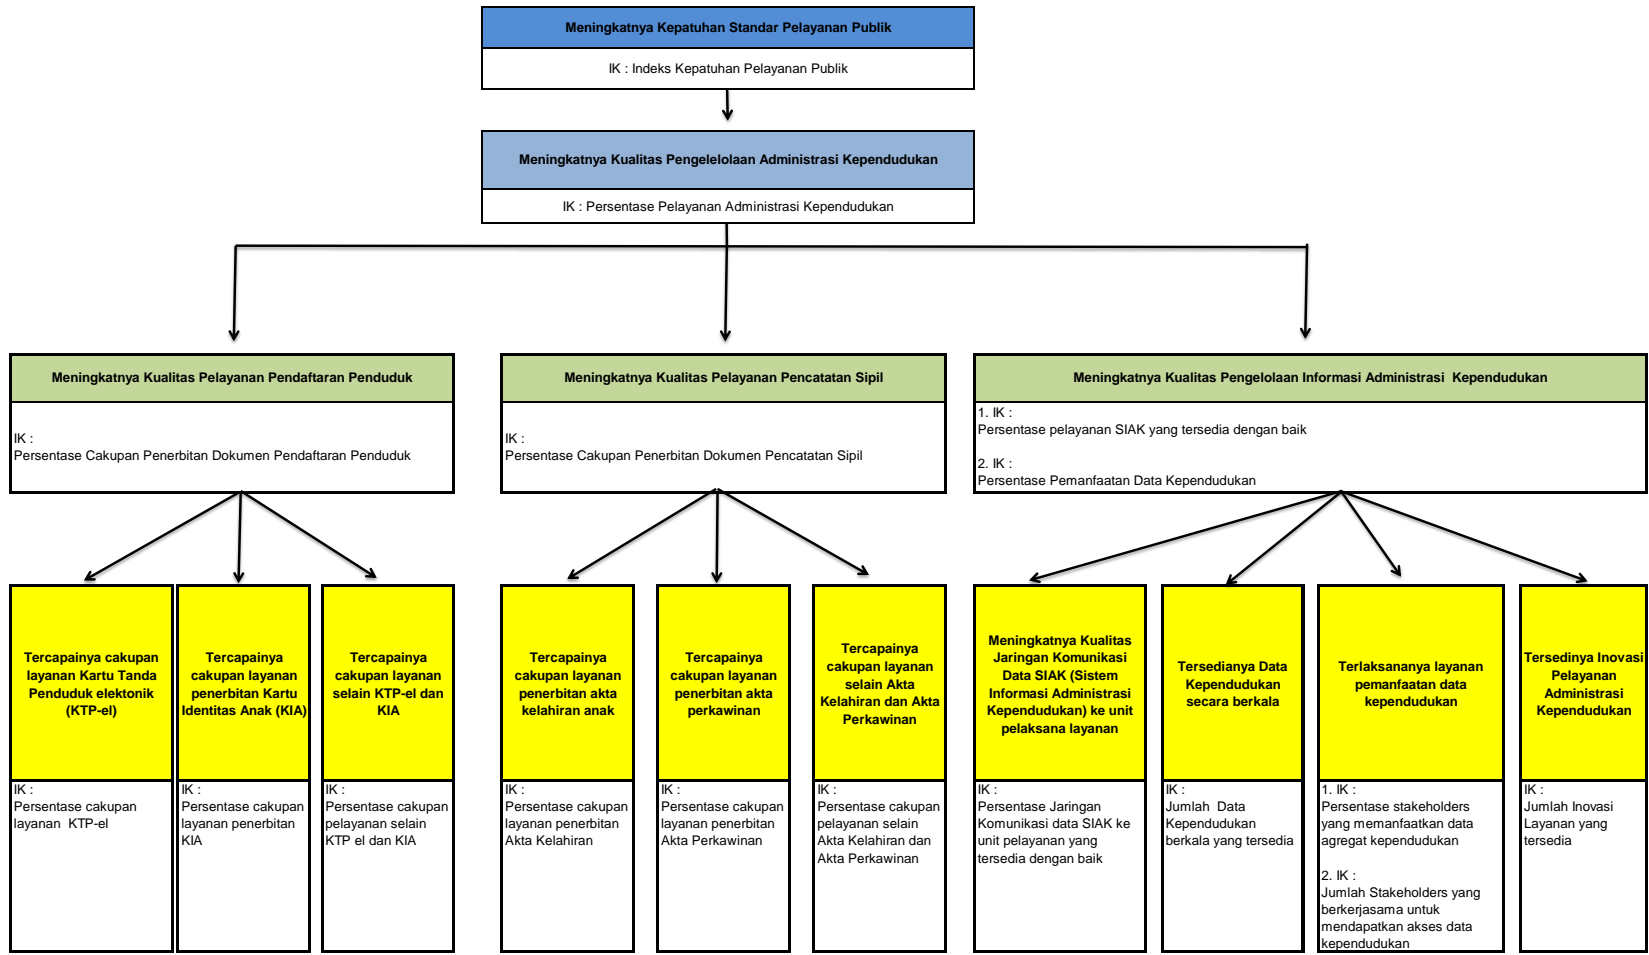 Meningkatnya Kepatuhan Standar Pelayanan Publik
IK : Indeks Kepatuhan Pelayanan Publik
Meningkatnya Kualitas Pengelelolaan Administrasi Kependudukan
IK : Persentase Pelayanan Administrasi Kependudukan
Meningkatnya Kualitas Pelayanan Pendaftaran Penduduk
IK :
Persentase Cakupan Penerbitan Dokumen Pendaftaran Penduduk
Meningkatnya Kualitas Pelayanan Pencatatan Sipil
IK :
Persentase Cakupan Penerbitan Dokumen Pencatatan Sipil
Meningkatnya Kualitas Pengelolaan Informasi Administrasi  Kependudukan
1. IK :
Persentase pelayanan SIAK yang tersedia dengan baik
2. IK :
Persentase Pemanfaatan Data Kependudukan
Tercapainya cakupan
layanan Kartu Tanda
Penduduk elektonik
(KTP-el)
IK :
Persentase cakupan
layanan  KTP-el
Tercapainya
cakupan layanan
penerbitan Kartu
Identitas Anak (KIA)
IK :
Persentase cakupan
layanan penerbitan
KIA
Tercapainya
cakupan layanan
selain KTP-el dan
KIA
IK :
Persentase cakupan
pelayanan selain
KTP el dan KIA
Tercapainya
cakupan layanan
penerbitan akta
kelahiran anak
IK :
Persentase cakupan
layanan penerbitan
Akta Kelahiran
Tercapainya
cakupan layanan
penerbitan akta
perkawinan
IK :
Persentase cakupan
layanan penerbitan
Akta Perkawinan
Tercapainya
cakupan layanan
selain Akta
Kelahiran dan Akta
Perkawinan
IK :
Persentase cakupan
pelayanan selain
Akta Kelahiran dan
Akta Perkawinan
Meningkatnya Kualitas
Jaringan Komunikasi
Data SIAK (Sistem
Informasi Administrasi
Kependudukan) ke unit
pelaksana layanan
IK :
Persentase Jaringan
Komunikasi data SIAK ke
unit pelayanan yang
tersedia dengan baik
Tersedianya Data
Kependudukan
secara berkala
IK :
Jumlah  Data
Kependudukan
berkala yang tersedia
Terlaksananya layanan
pemanfaatan data
kependudukan
1. IK :
Persentase stakeholders
yang memanfaatkan data
agregat kependudukan
2. IK :
Jumlah Stakeholders yang
berkerjasama untuk
mendapatkan akses data
kependudukan
Tersedinya Inovasi
Pelayanan
Administrasi
Kependudukan
IK :
Jumlah Inovasi
Layanan yang
tersedia